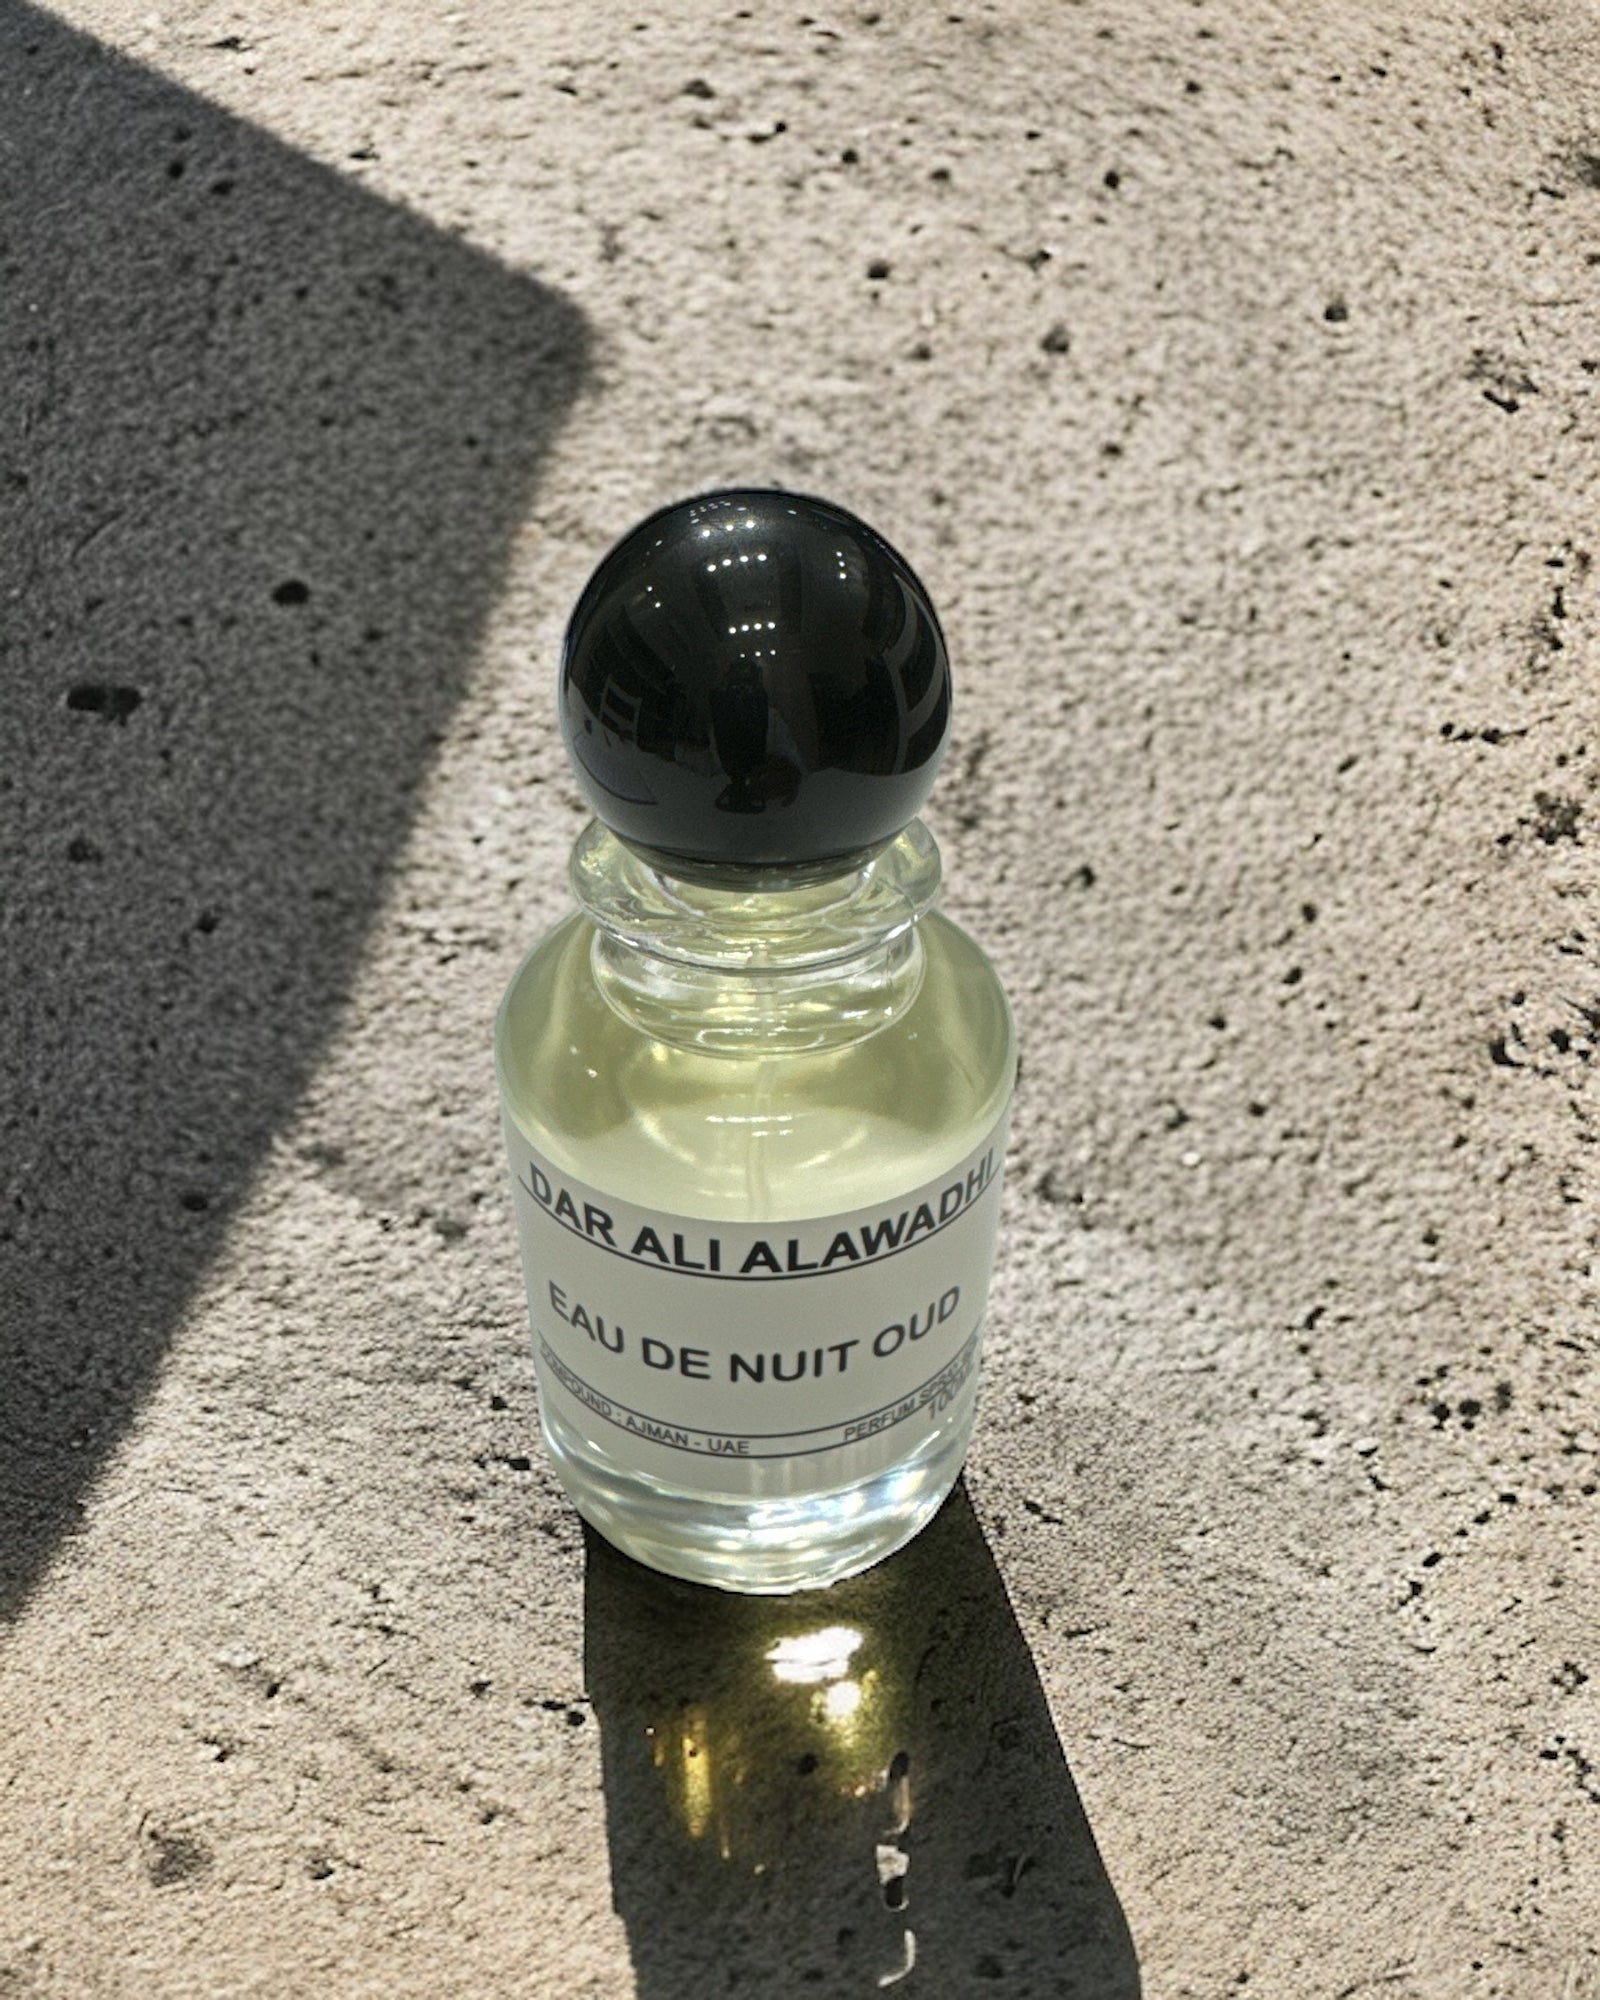 DAR ALI ALAWADHI
EAU DE NUIT OUD
COMPOUND : AJMAN - UAE
PERFUM SPRAY
100ML